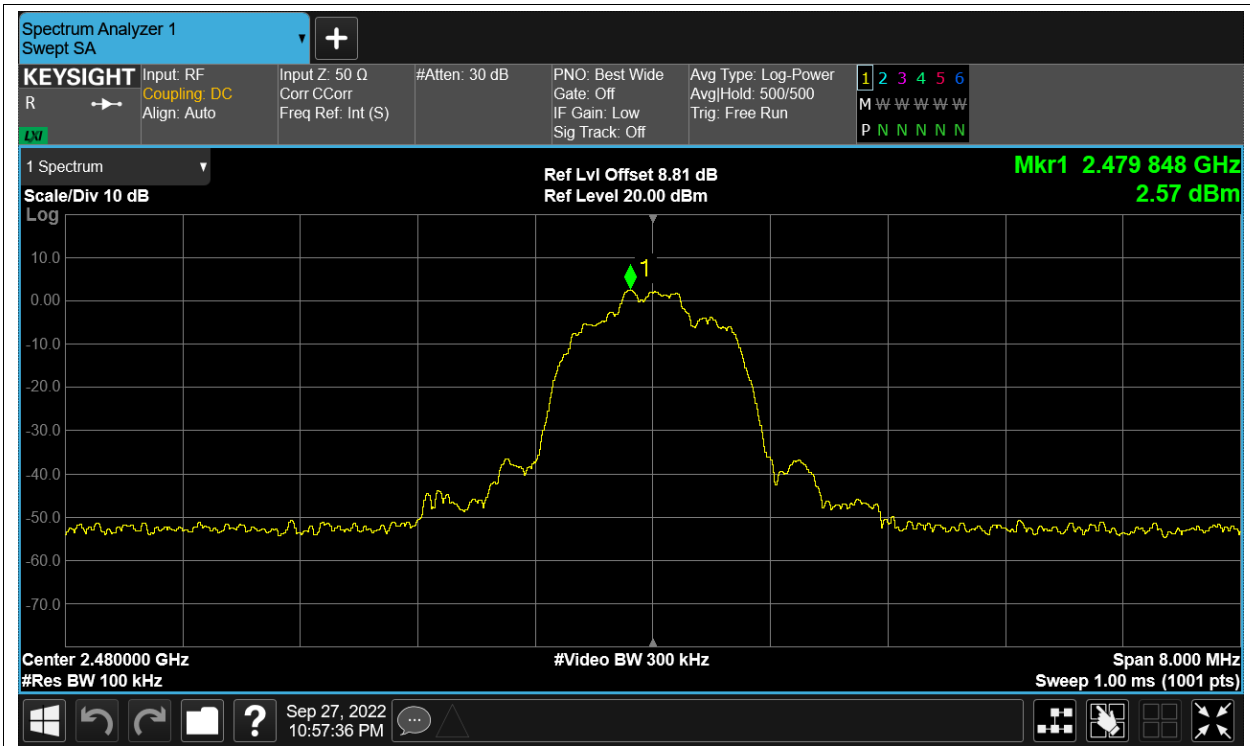 Spectrum Analyzer 1
Swept SA
KEYSIGHT
R
LXI
Input: RF
Coupling: DC
Align: Auto
Input Z: 50 Ω
Corr CCorr
Freq Ref: Int (S)
#Atten: 30 dB
PNO: Best Wide
Gate: Off
IF Gain: Low
Sig Track: Off
Avg Type: Log-Power
Avg|Hold: 500/500
Trig: Free Run
1 2 3 4 5 6
M W W W W W
P N N N N N
1 Spectrum
Scale/Div 10 dB
Log
Ref Lvl Offset 8.81 dB
Ref Level 20.00 dBm
Mkr1 2.479 848 GHz
2.57 dBm
1
10.0
0.00
-10.0
-20.0
-30.0
-40.0
-50.0
-60.0
-70.0
Center 2.480000 GHz
#Res BW 100 kHz
#Video BW 300 kHz
Span 8.000 MHz
Sweep 1.00 ms (1001 pts)
?
Sep 27, 2022
10:57:36 PM